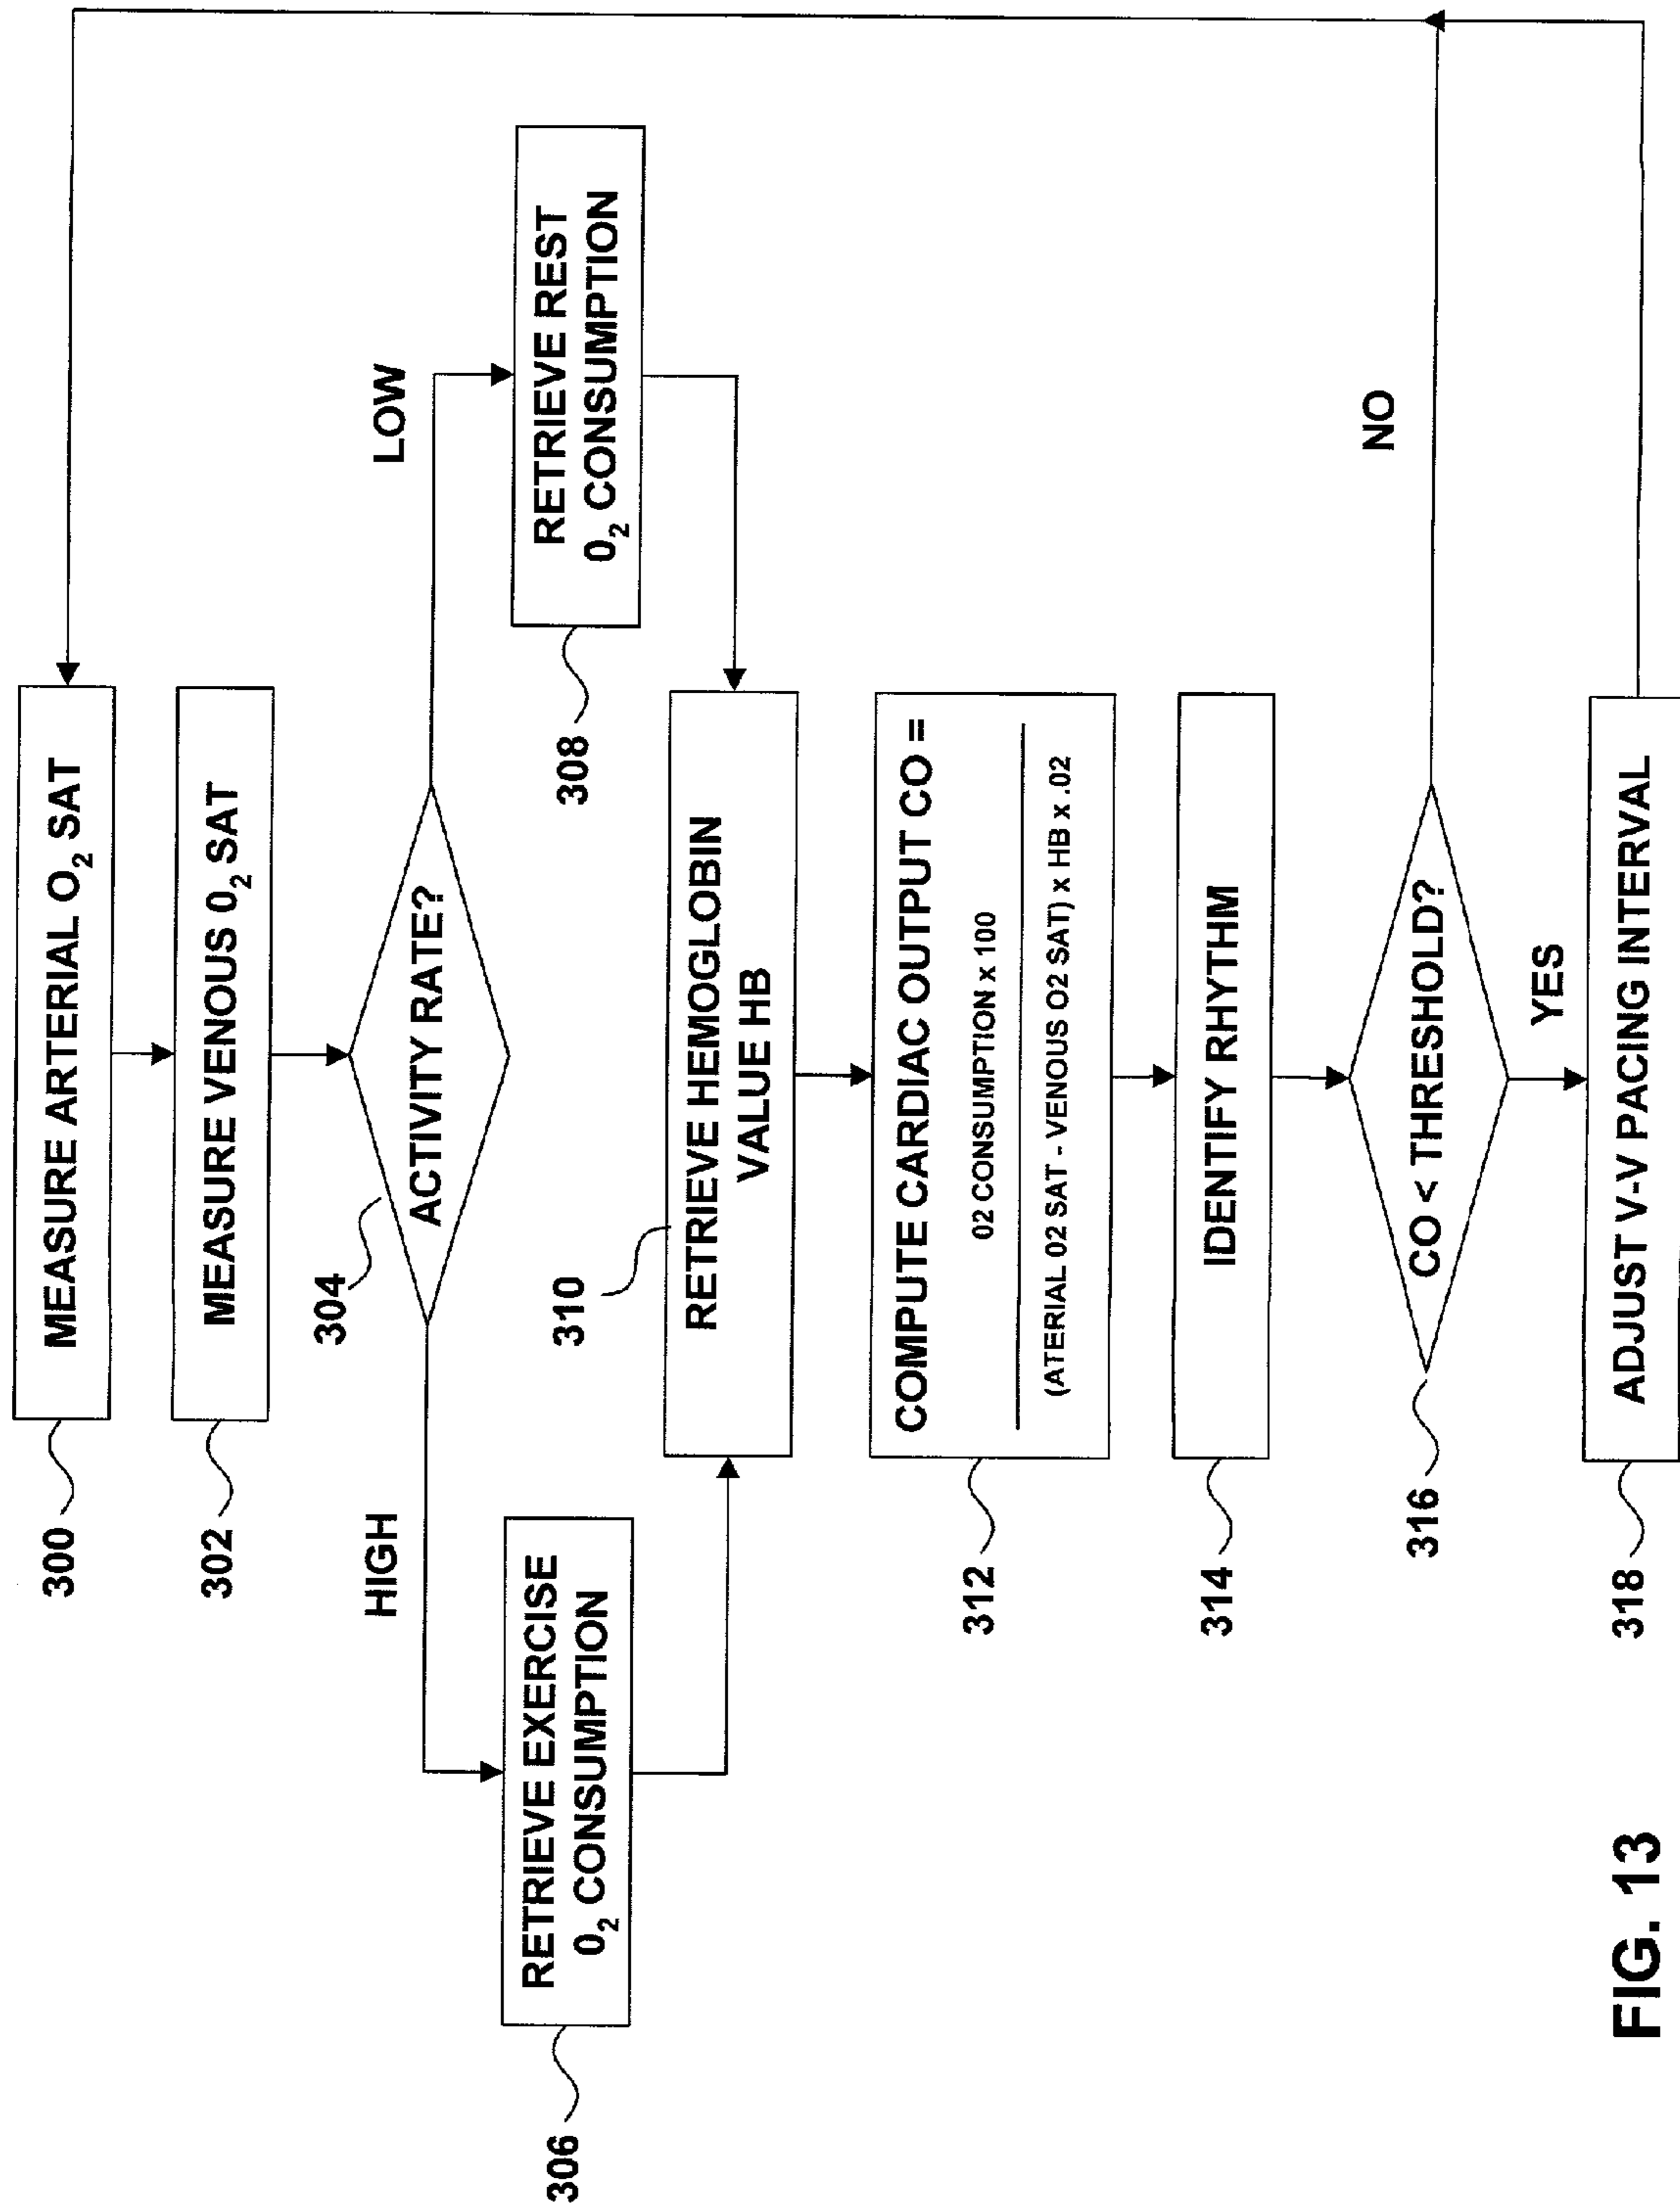 300
MEASURE ARTERIAL O2 SAT
302
MEASURE VENOUS 02 SAT
304
ACTIVITY RATE?
HIGH
LOW
306
RETRIEVE EXERCISE
02 CONSUMPTION
308
RETRIEVE REST
02 CONSUMPTION
310
RETRIEVE HEMOGLOBIN
VALUE HB
312
COMPUTE CARDIAC OUTPUT CO =
02 CONSUMPTION x 100
(ATERIAL 02 SAT - VENOUS O2 SAT) x HB x .02
314
IDENTIFY RHYTHM
316
CO < THRESHOLD?
NO
YES
318
ADJUST V-V PACING INTERVAL
FIG. 13